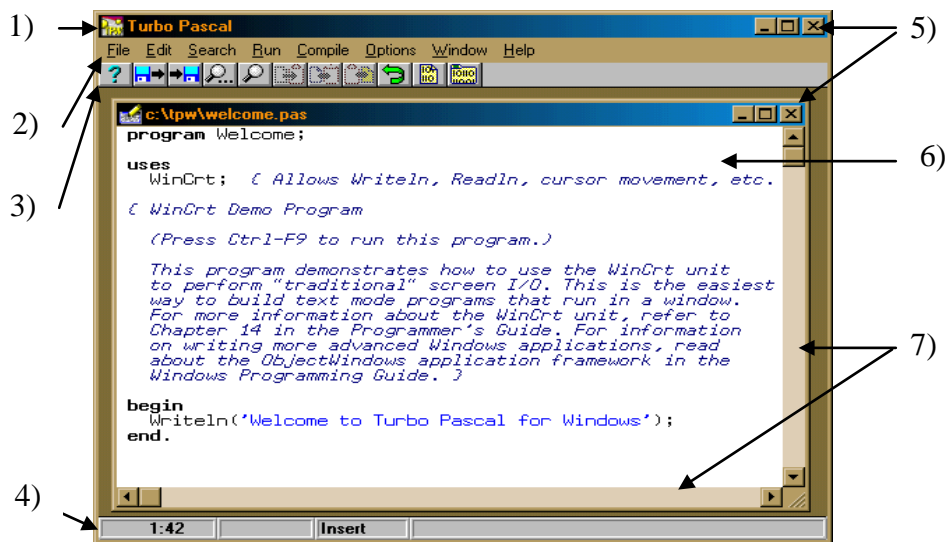 1)
Turbo Pascal
5)
File Edit Search Run Compile Options Window Help
2)
3)
c:\tpw\welcome.pas
program Welcome;
6)
uses
WinCrt; { Allows Writeln, Readln, cursor movement, etc.
{ WinCrt Demo Program
(Press Ctrl-F9 to run this program.)
This program demonstrates how to use the WinCrt unit
to perform "traditional" screen I/O. This is the easiest
way to build text mode programs that run in a window.
For more information about the WinCrt unit, refer to
Chapter 14 in the Programmer's Guide. For information
on writing more advanced Windows applications, read
about the ObjectWindows application framework in the
Windows Programming Guide. }
7)
begin
Writeln('Welcome to Turbo Pascal for Windows');
end.
4)
1:42 Insert